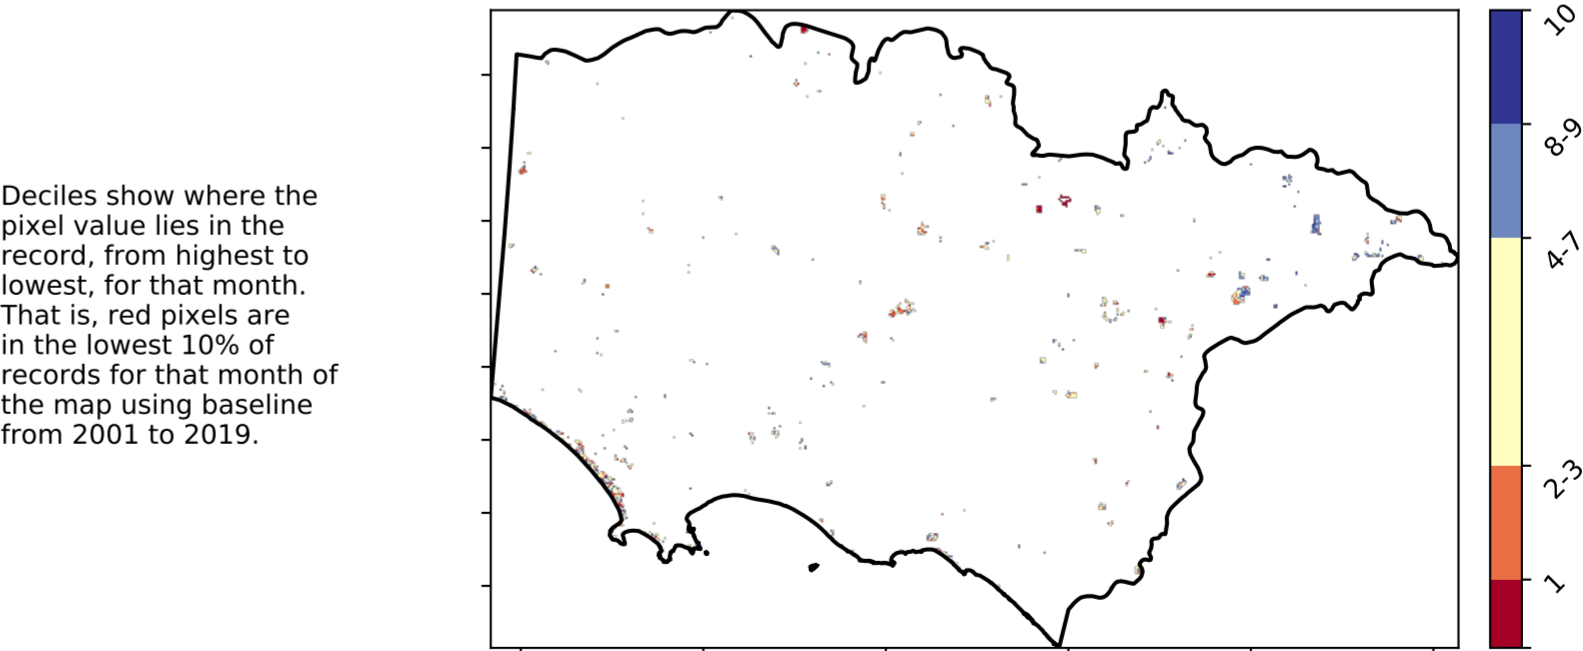 Deciles show where the
pixel value lies in the
record, from highest to
lowest, for that month.
That is, red pixels are
in the lowest 10% of
records for that month of
the map using baseline
from 2001 to 2019.
10
8-9
4-7
2-3
1